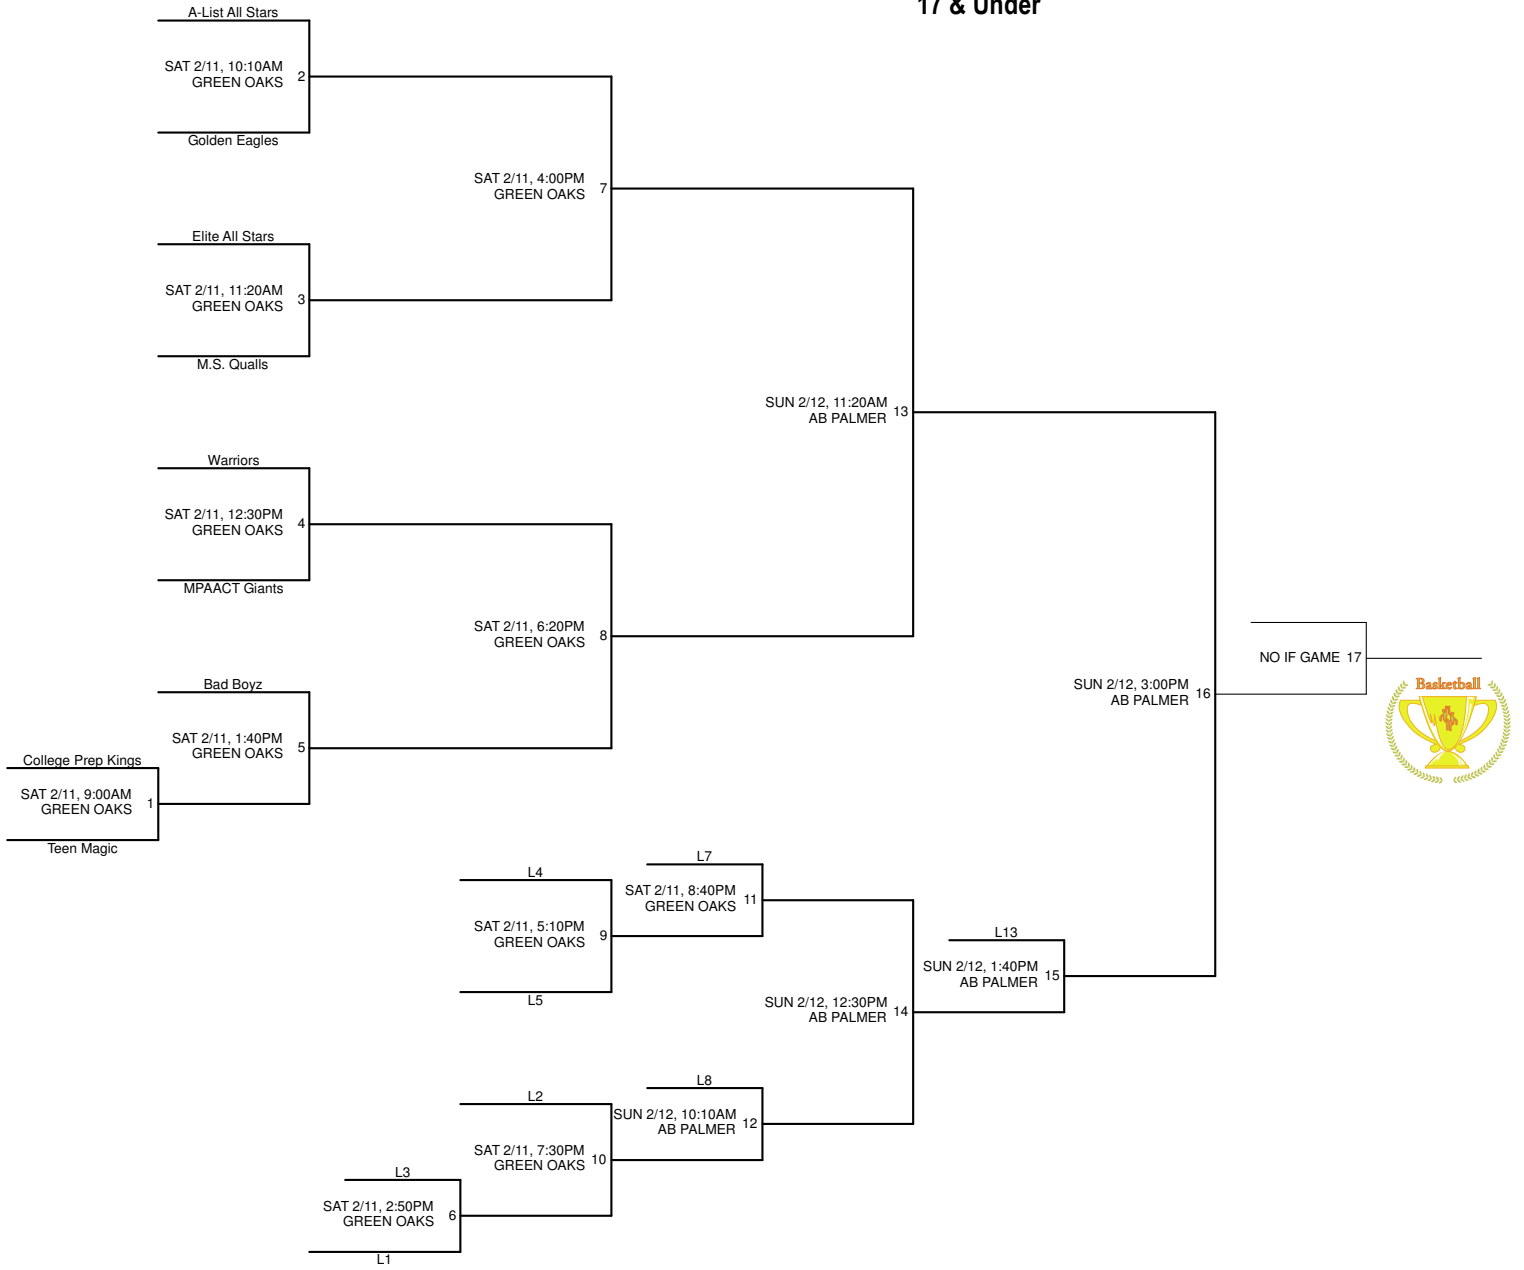 17 & Under
A-List All Stars
SAT 2/11, 10:10AM
GREEN OAKS 2
Golden Eagles
SAT 2/11, 4:00PM
GREEN OAKS 7
Elite All Stars
SAT 2/11, 11:20AM
GREEN OAKS 3
M.S. Qualls
SUN 2/12, 11:20AM
AB PALMER 13
Warriors
SAT 2/11, 12:30PM
GREEN OAKS 4
MPAACT Giants
SAT 2/11, 6:20PM
GREEN OAKS 8
Bad Boyz
SAT 2/11, 1:40PM
GREEN OAKS 5
College Prep Kings
SAT 2/11, 9:00AM
GREEN OAKS 1
Teen Magic
NO IF GAME 17
Basketball
SUN 2/12, 3:00PM
AB PALMER 16
L7
SAT 2/11, 8:40PM
GREEN OAKS 11
L4
SAT 2/11, 5:10PM
GREEN OAKS 9
L5
L13
SUN 2/12, 1:40PM
AB PALMER 15
SUN 2/12, 12:30PM
AB PALMER 14
L8
SUN 2/12, 10:10AM
AB PALMER 12
L2
SAT 2/11, 7:30PM
GREEN OAKS 10
L3
SAT 2/11, 2:50PM
GREEN OAKS 6
L1